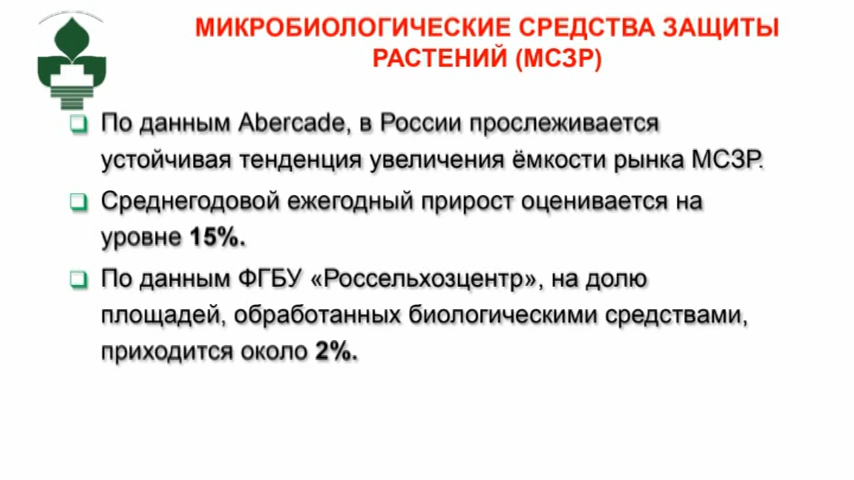 МИКРОБИОЛОГИЧЕСКИЕ СРЕДСТВА ЗАЩИТЫ
РАСТЕНИЙ (МСЗР)
По данным Abercade, в России прослеживается
устойчивая тенденция увеличения ёмкости рынка МСЗР.
Среднегодовой ежегодный прирост оценивается на
уровне 15%.
По данным ФГБУ «Россельхозцентр», на долю
площадей, обработанных биологическими средствами,
приходится около 2%.